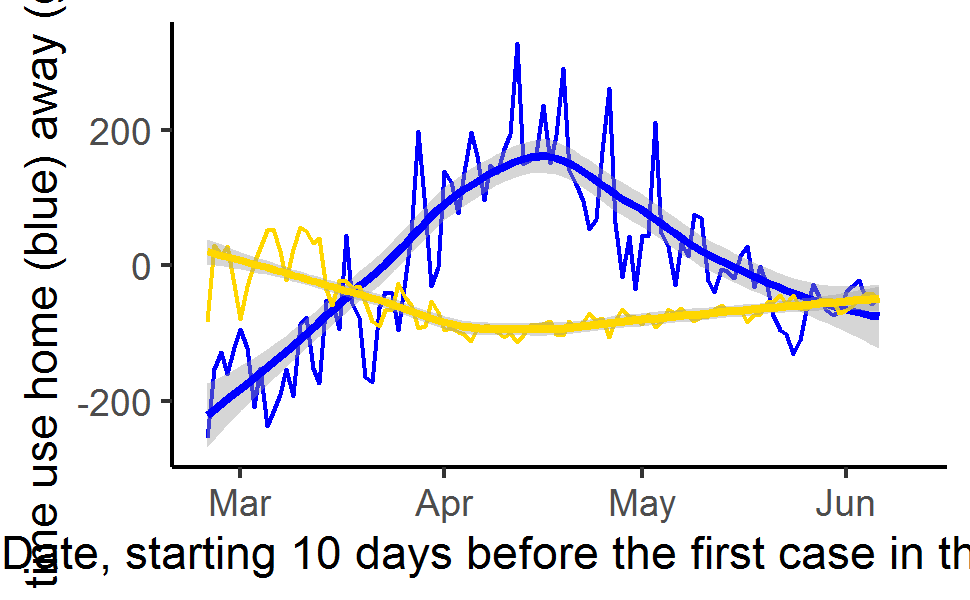 time use home (blue) away (
200
0
-200
Mar Apr May Jun
Date, starting 10 days before the first case in th